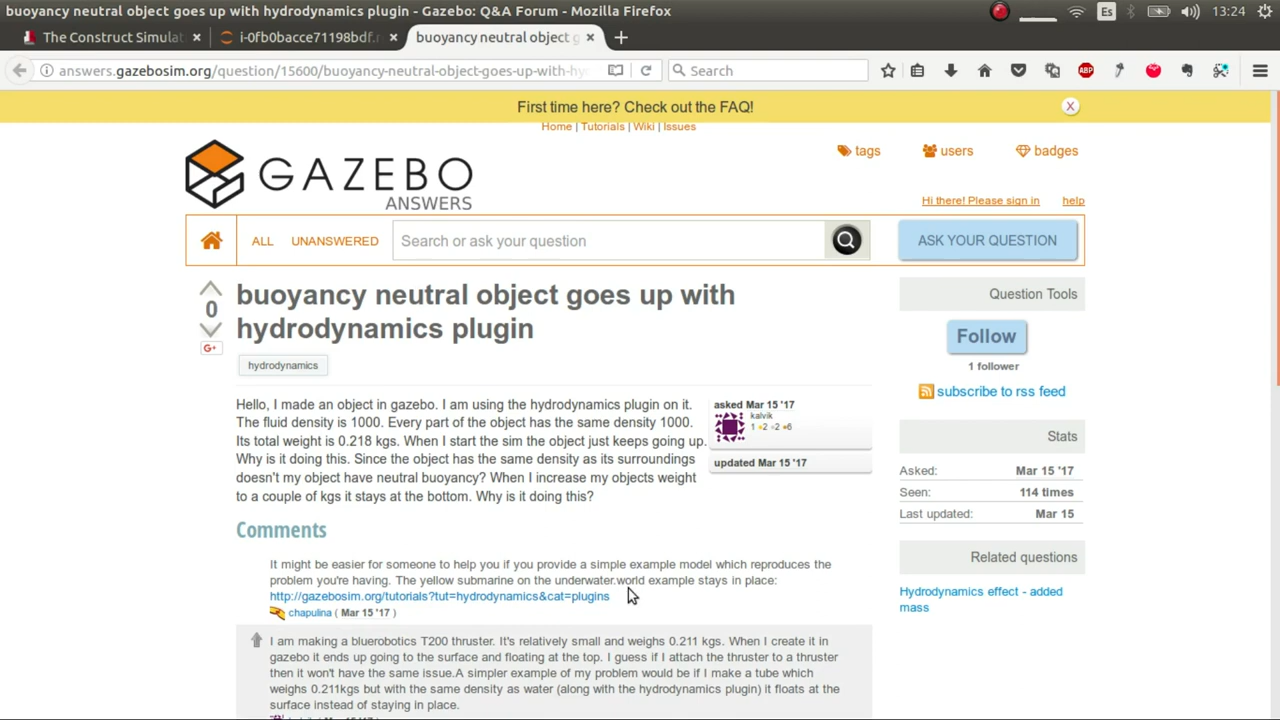 buoyancy neutral object goes up with hydrodynamics plugin - Gazebo: Q&A Forum - Mozilla Firefox
Es
13:24
The Construct Simulat
i-0fb0bacce71198bdf.
buoyancy neutral object g
answers.gazebosim.org/question/15600/buoyancy-neutral-object-goes-up-with-hy
Search
ABP
First time here? Check out the FAQ!
X
Home | Tutorials | Wiki | Issues
GAZEBO
ANSWERS
tags
users
badges
Hi there! Please sign in
help
ALL
UNANSWERED
Search or ask your question
ASK YOUR QUESTION
0
G+
buoyancy neutral object goes up with
hydrodynamics plugin
hydrodynamics
Hello, I made an object in gazebo. I am using the hydrodynamics plugin on it.
The fluid density is 1000. Every part of the object has the same density 1000.
Its total weight is 0.218 kgs. When I start the sim the object just keeps going up.
Why is it doing this. Since the object has the same density as its surroundings
doesn't my object have neutral buoyancy? When I increase my objects weight
to a couple of kgs it stays at the bottom. Why is it doing this?
asked Mar 15 '17
kalvik
1 ●2 ●2 ●6
updated Mar 15 '17
Comments
It might be easier for someone to help you if you provide a simple example model which reproduces the
problem you're having. The yellow submarine on the underwater.world example stays in place:
http://gazebosim.org/tutorials?tut=hydrodynamics&cat=plugins
chapulina ( Mar 15 '17 )
I am making a bluerobotics T200 thruster. It's relatively small and weighs 0.211 kgs. When I create it in
gazebo it ends up going to the surface and floating at the top. I guess if I attach the thruster to a thruster
then it won't have the same issue.A simpler example of my problem would be if I make a tube which
weighs 0.211kgs but with the same density as water (along with the hydrodynamics plugin) it floats at the
surface instead of staying in place.
Question Tools
Follow
1 follower
subscribe to rss feed
Stats
Asked: Mar 15 '17
Seen: 114 times
Last updated: Mar 15
Related questions
Hydrodynamics effect - added
mass